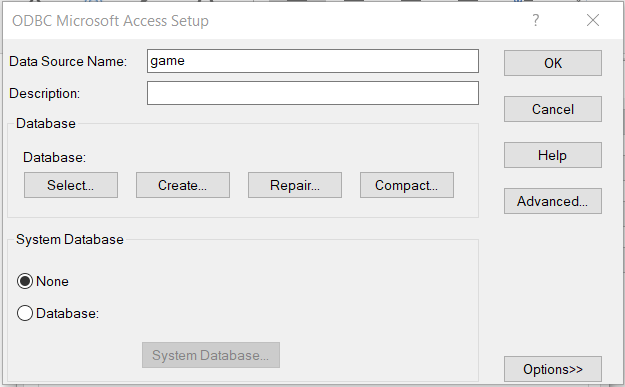 ODBC Microsoft Access Setup ?
Data Source Name: game OK
Description: Cancel
Database
Database:
Select... Create... Repair... Compact... Help
Advanced...
System Database
None
Database:
System Database...
Options>>